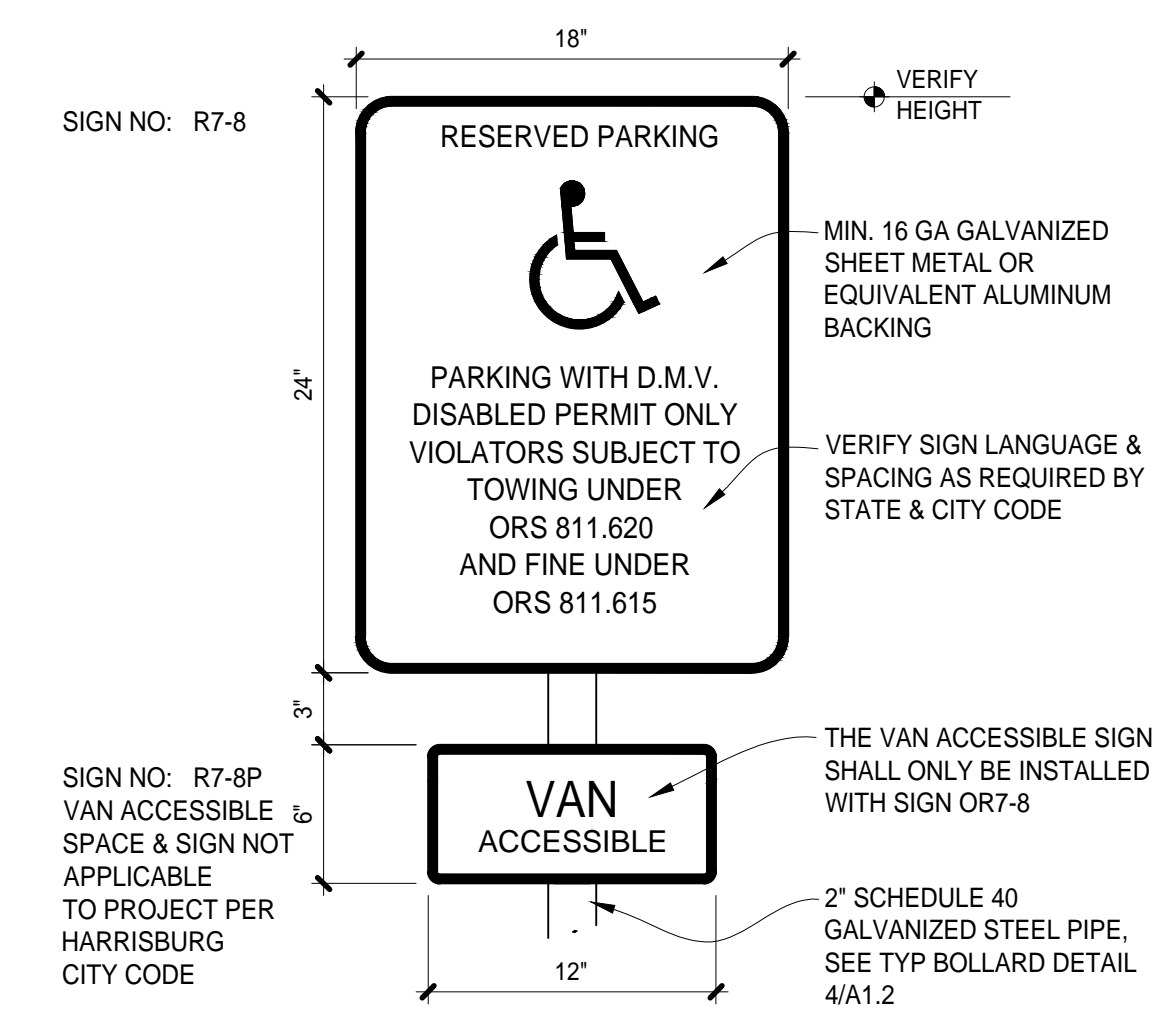 18"
VERIFY
HEIGHT
SIGN NO: R7-8
RESERVED PARKING
MIN. 16 GA GALVANIZED
SHEET METAL OR
EQUIVALENT ALUMINUM
BACKING
24"
PARKING WITH D.M.V.
DISABLED PERMIT ONLY
VIOLATORS SUBJECT TO
TOWING UNDER
ORS 811.620
AND FINE UNDER
ORS 811.615
VERIFY SIGN LANGUAGE &
SPACING AS REQUIRED BY
STATE & CITY CODE
3"
THE VAN ACCESSIBLE SIGN
SHALL ONLY BE INSTALLED
WITH SIGN OR7-8
SIGN NO: R7-8P
VAN ACCESSIBLE
SPACE & SIGN NOT
APPLICABLE
TO PROJECT PER
HARRISBURG
CITY CODE
6"
VAN
ACCESSIBLE
2" SCHEDULE 40
GALVANIZED STEEL PIPE,
SEE TYP BOLLARD DETAIL
4/A1.2
12"